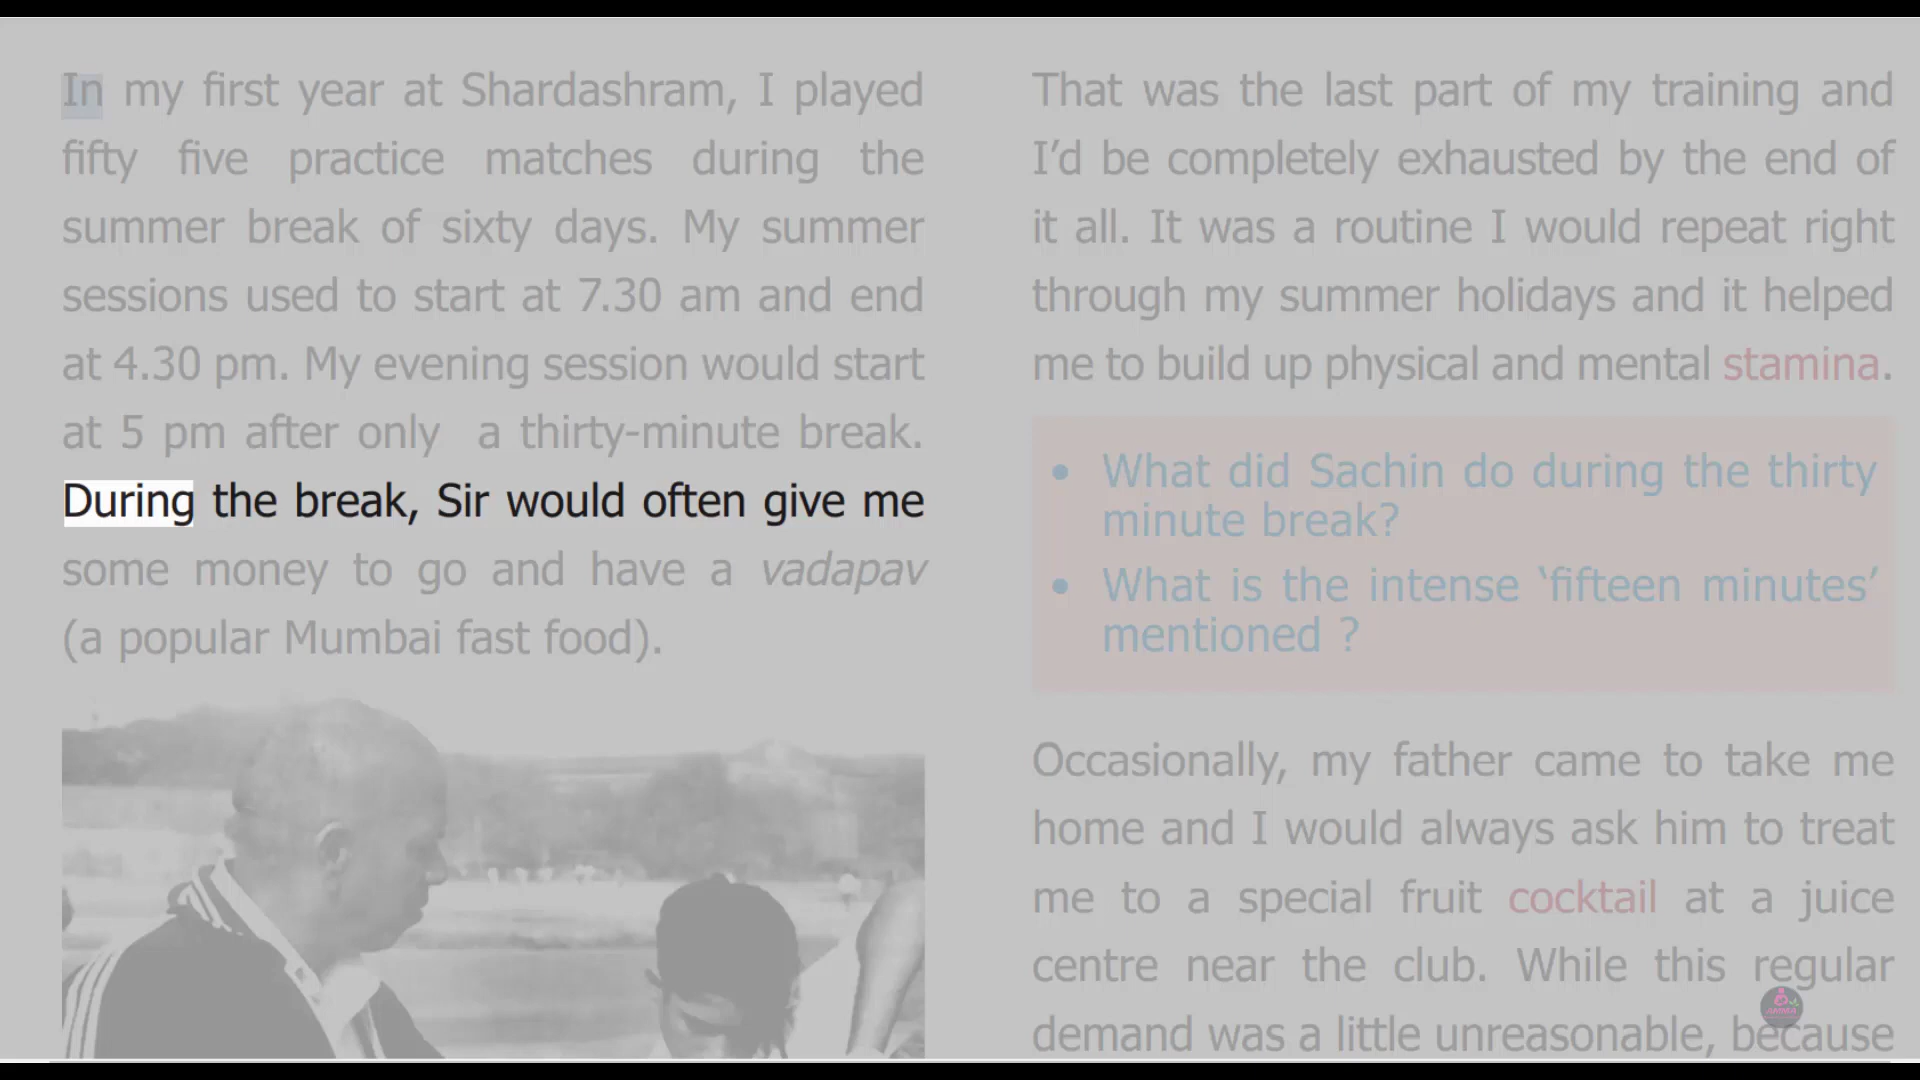 In my first year at Shardashram, I played
fifty five practice matches during the
summer break of sixty days. My summer
sessions used to start at 7.30 am and end
at 4.30 pm. My evening session would start
at 5 pm after only a thirty-minute break.
During the break, Sir would often give me
some money to go and have a vadapav
(a popular Mumbai fast food).
That was the last part of my training and
I’d be completely exhausted by the end of
it all. It was a routine I would repeat right
through my summer holidays and it helped
me to build up physical and mental stamina.
• What did Sachin do during the thirty
minute break?
• What is the intense ‘fifteen minutes’
mentioned ?
Occasionally, my father came to take me
home and I would always ask him to treat
me to a special fruit cocktail at a juice
centre near the club. While this regular
demand was a little unreasonable, because